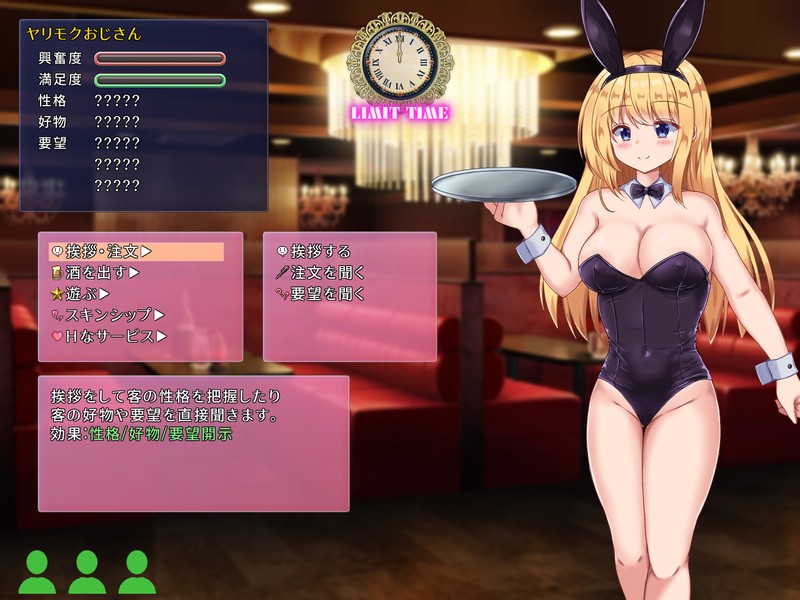 ヤリモクおじさん
興奮度
満足度
性格 ?????
好物 ?????
要望 ?????
?????
?????
LIMIT TIME
挨拶・注文▶
酒を出す▶
遊ぶ▶
スキンシップ▶
Hなサービス▶
挨拶する
注文を聞く
要望を聞く
挨拶をして客の性格を把握したり
客の好物や要望を直接聞きます。
効果:性格/好物/要望開示